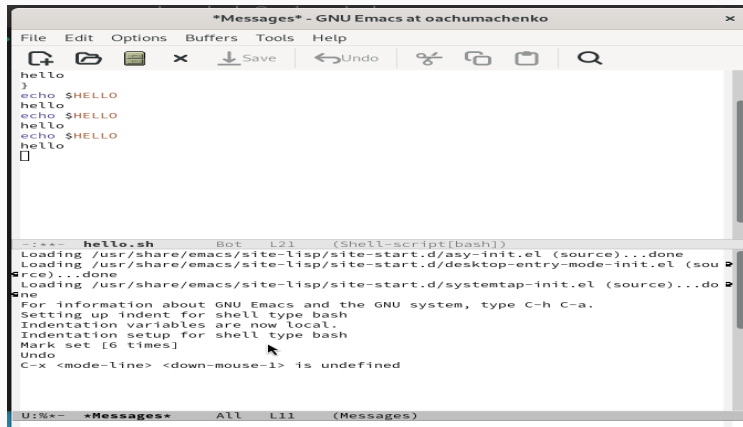 *Messages* - GNU Emacs at oachumachenko
File Edit Options Buffers Tools Help
Save Undo
hello
}
echo $HELLO
hello
echo $HELLO
hello
echo $HELLO
hello
-:**- hello.sh Bot L21 (Shell-script[bash])
Loading /usr/share/emacs/site-lisp/site-start.d/asy-init.el (source)...done
Loading /usr/share/emacs/site-lisp/site-start.d/desktop-entry-mode-init.el (sou
rce)...done
Loading /usr/share/emacs/site-lisp/site-start.d/systemtap-init.el (source)...do
ne
For information about GNU Emacs and the GNU system, type C-h C-a.
Setting up indent for shell type bash
Indentation variables are now local.
Indentation setup for shell type bash
Mark set [6 times]
Undo
C-x <mode-line> <down-mouse-1> is undefined
U:%*- *Messages* All L11 (Messages)